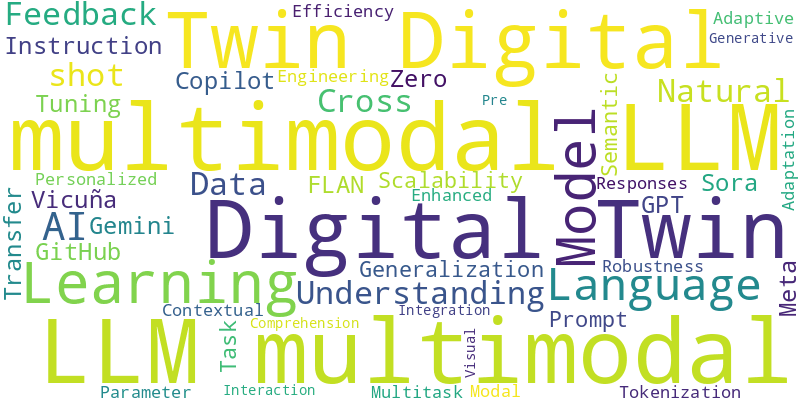 Feedback
Efficiency
Twin Digital
Adaptive
Generative
Instruction
shot
Copilot
Engineering
Zero
Tuning
Cross
Pre
Semantic
Natural
multimodal LLM
Model
Adaptation
Personalized
Data
FLAN
Scalability
Enhanced
Responses
Sora
Vicuña
Transfer
AI
Gemini
Digital Twin
GPT
GitHub
Learning
Generalization
Robustness
Understanding
Language
Meta
Contextual
Integration
Prompt
Comprehension
Task
LLM multimodal
Visual
Parameter
Interaction
Multitask
Modal
Tokenization